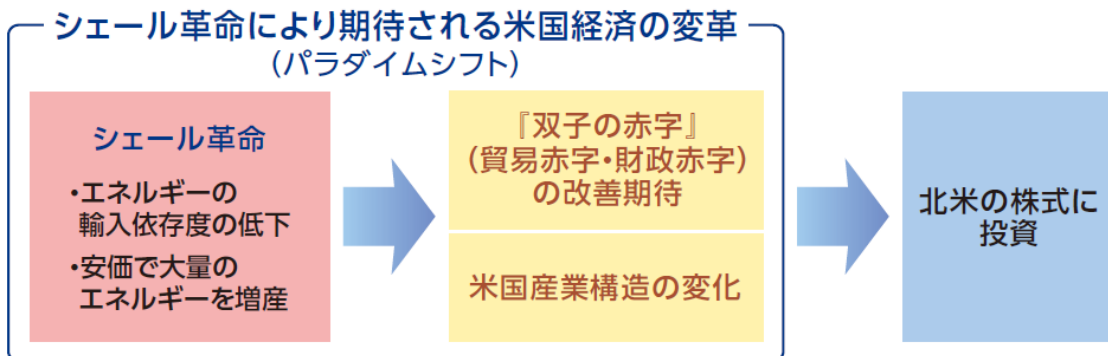 シェール革命により期待される米国経済の変革
(パラダイムシフト)
シェール革命
・エネルギーの
輸入依存度の低下
・安価で大量の
エネルギーを増産
『双子の赤字』
(貿易赤字・財政赤字)
の改善期待
米国産業構造の変化
北米の株式に
投資